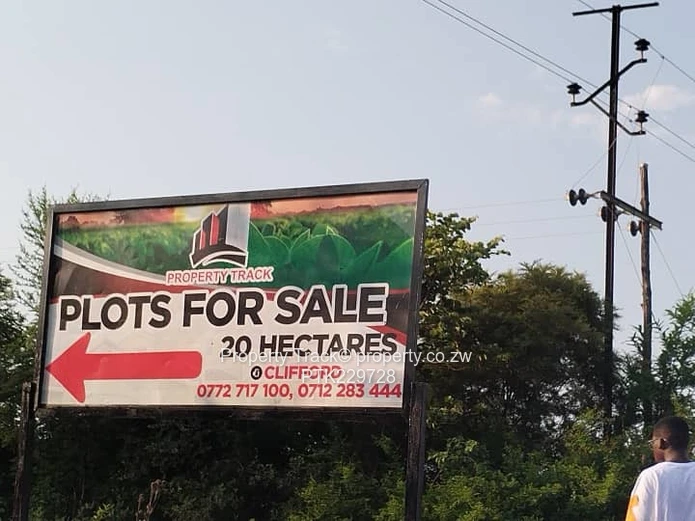 PROPERTY TRACK
PLOTS FOR SALE
20 HECTARES
@ CLIFFORD
0772 717 100, 0712 283 444
Property Track© property.co.zw
PTK229728